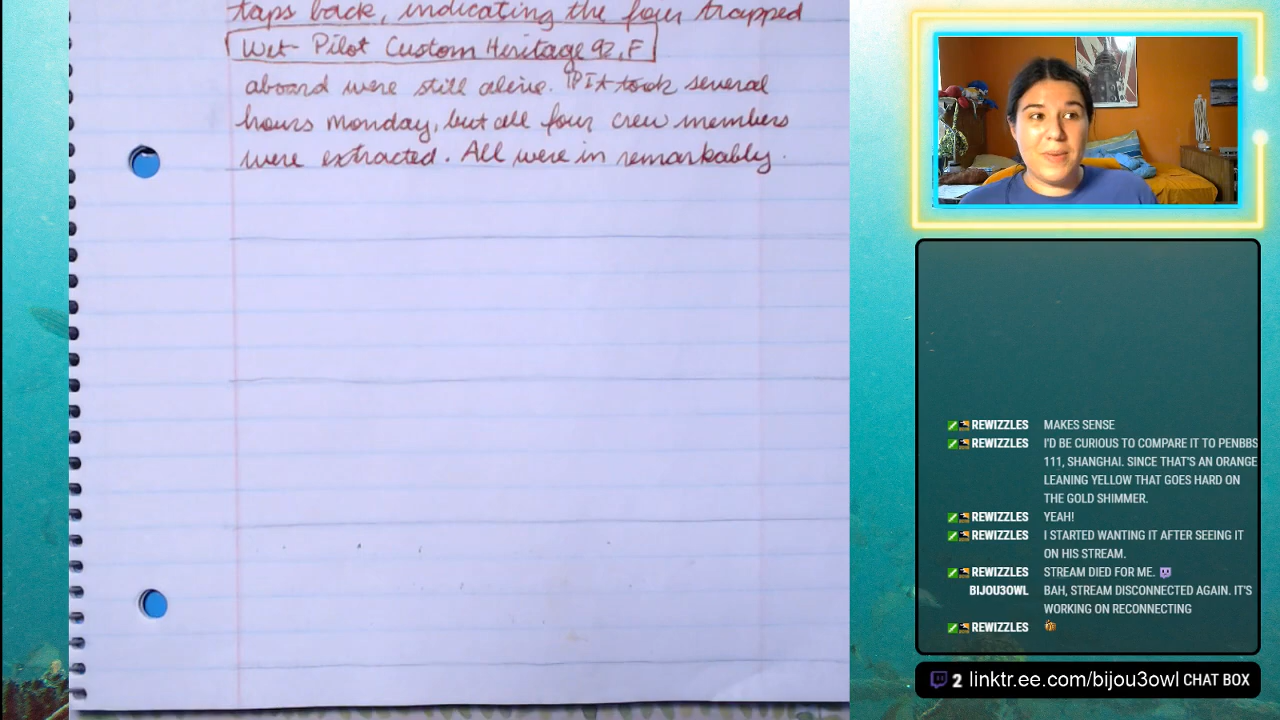 taps back, indicating the four trapped
Wet- Pilot Custom Heritage 92, F
aboard were still alive. It took several
hours Monday, but all four crew members
were extracted. All were in remarkably.
REWIZZLES MAKES SENSE
REWIZZLES I'D BE CURIOUS TO COMPARE IT TO PENBBS
111, SHANGHAI. SINCE THAT'S AN ORANGE
LEANING YELLOW THAT GOES HARD ON
THE GOLD SHIMMER.
REWIZZLES YEAH!
REWIZZLES I STARTED WANTING IT AFTER SEEING IT
ON HIS STREAM.
REWIZZLES STREAM DIED FOR ME.
BIJOU3OWL BAH, STREAM DISCONNECTED AGAIN. IT'S
WORKING ON RECONNECTING
REWIZZLES
2 linktr.ee.com/bijou3owl CHAT BOX